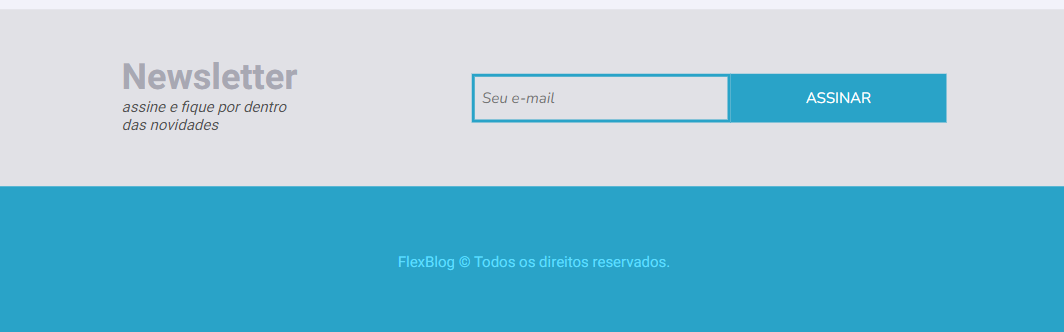 Newsletter
assine e fique por dentro
das novidades
Seu e-mail
ASSINAR
FlexBlog © Todos os direitos reservados.